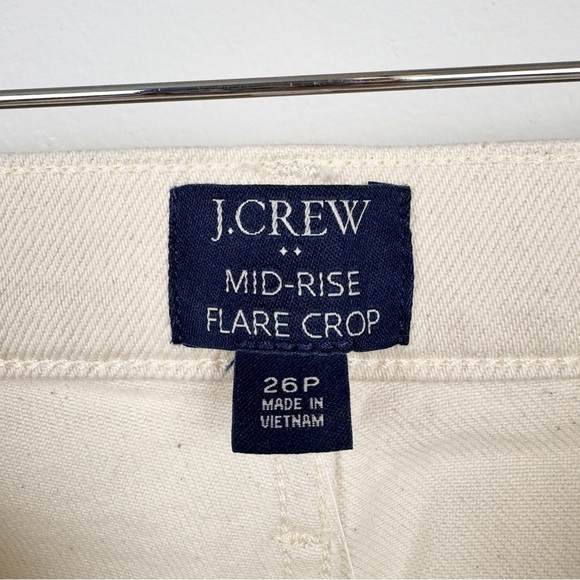 J.CREW
MID-RISE
FLARE CROP
26P
MADE IN
VIETNAM